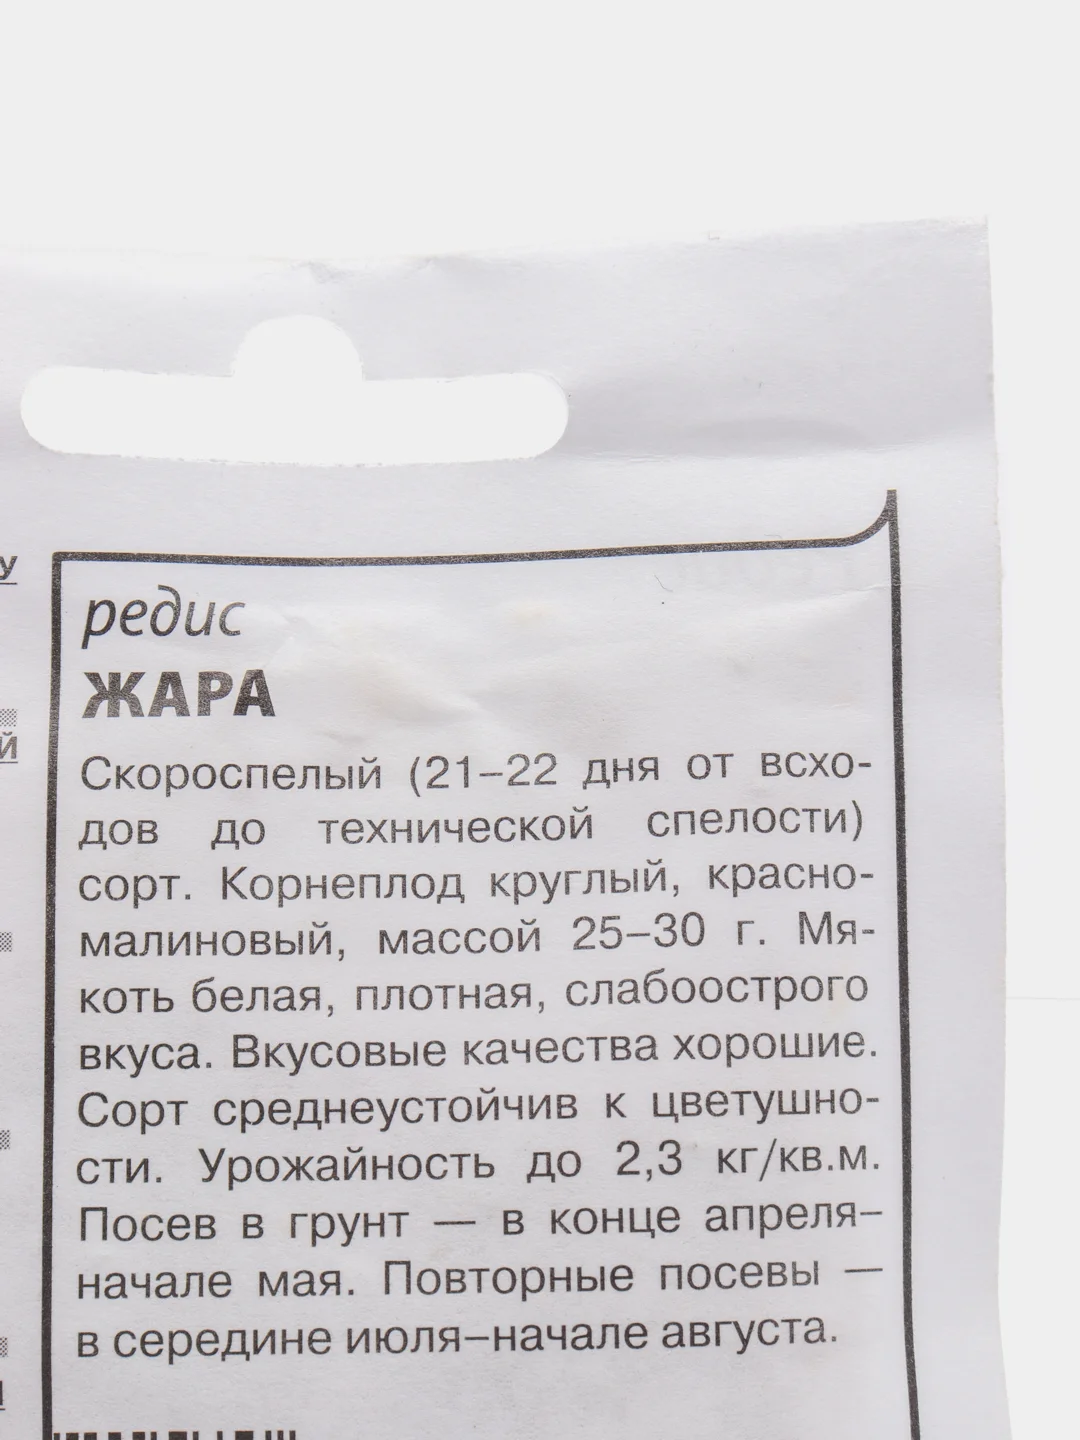 редис
ЖАРА
Скороспелый (21–22 дня от всхо-
дов до технической спелости)
сорт. Корнеплод круглый, красно-
малиновый, массой 25–30 г. Мя-
коть белая, плотная, слабоострого
вкуса. Вкусовые качества хорошие.
Сорт среднеустойчив к цветушно-
сти. Урожайность до 2,3 кг/кв.м.
Посев в грунт — в конце апреля–
начале мая. Повторные посевы —
в середине июля–начале августа.